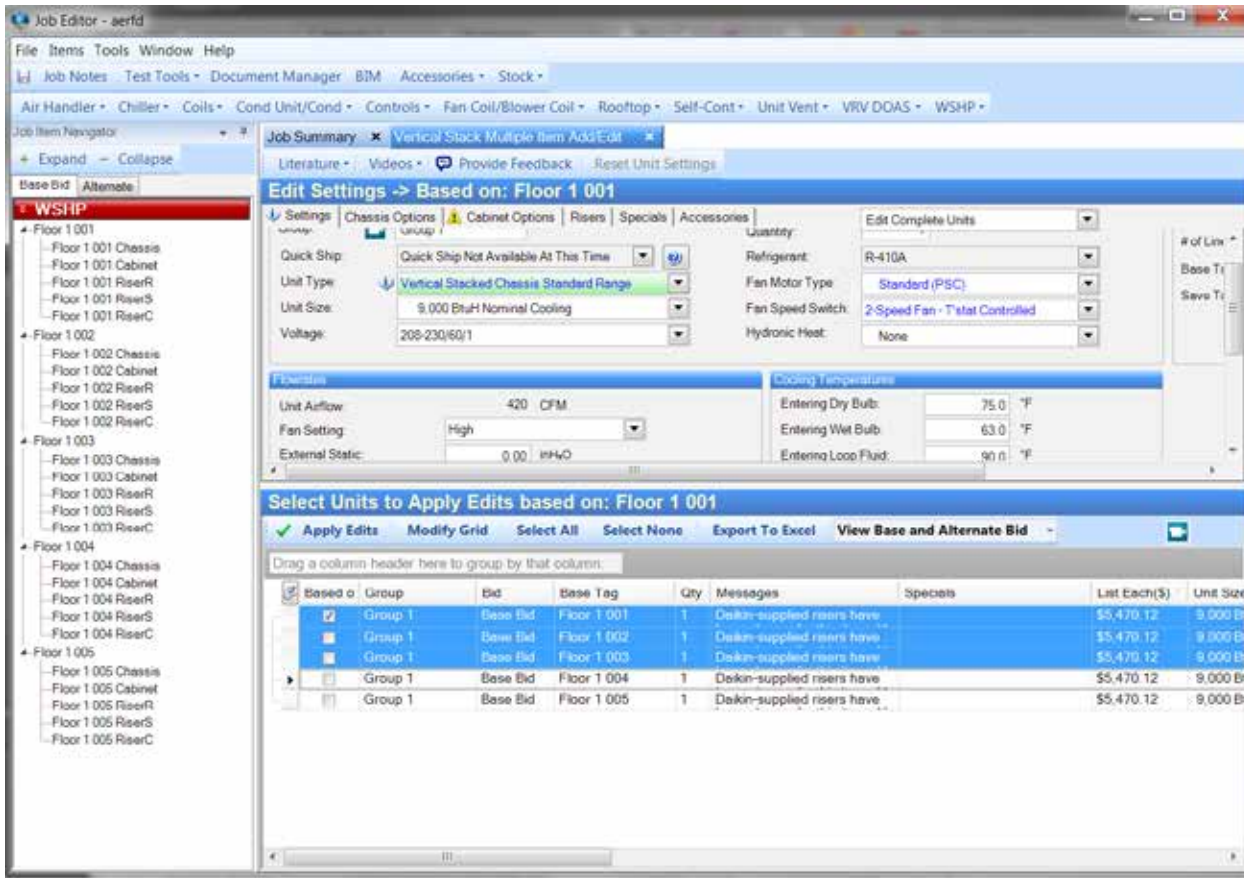 Job Editor - aerfd
File Items Tools Window Help
Job Notes Test Tools Document Manager BIM Accessories Stock
Air Handler Chiller Coils Cond Unit/Cond Controls Fan Coil/Blower Coil Rooftop Self-Cont Unit Vent VRV DOAS WSHP
Job Item Navigator
+ Expand - Collapse
Base Bid Alternate
WSHP
Floor 1 001
Floor 1 001 Chassis
Floor 1 001 Cabinet
Floor 1 001 RiserR
Floor 1 001 RiserS
Floor 1 001 RiserC
Floor 1 002
Floor 1 002 Chassis
Floor 1 002 Cabinet
Floor 1 002 RiserR
Floor 1 002 RiserS
Floor 1 002 RiserC
Floor 1 003
Floor 1 003 Chassis
Floor 1 003 Cabinet
Floor 1 003 RiserR
Floor 1 003 RiserS
Floor 1 003 RiserC
Floor 1 004
Floor 1 004 Chassis
Floor 1 004 Cabinet
Floor 1 004 RiserR
Floor 1 004 RiserS
Floor 1 004 RiserC
Floor 1 005
Floor 1 005 Chassis
Floor 1 005 Cabinet
Floor 1 005 RiserR
Floor 1 005 RiserS
Floor 1 005 RiserC
Job Summary Vertical Stack Multiple Item Add/Edit
Literature Videos Provide Feedback Reset Unit Settings
Edit Settings -> Based on: Floor 1 001
Settings Chassis Options Cabinet Options Risers Specials Accessories Edit Complete Units
Group: Group 1 Quantity:
Quick Ship: Quick Ship Not Available At This Time Refrigerant: R-410A
Unit Type: Vertical Stacked Chassis Standard Range Fan Motor Type Standard (PSC)
Unit Size: 9,000 BtuH Nominal Cooling Fan Speed Switch: 2-Speed Fan - T'stat Controlled
Voltage: 208-230/60/1 Hydronic Heat: None
# of Line
Base T
Save T
Flowrates Cooling Temperatures
Unit Airflow: 420 CFM Entering Dry Bulb: 75.0 °F
Fan Setting: High Entering Wet Bulb: 63.0 °F
External Static: 0.00 inH₂O Entering Loop Fluid: 90.0 °F
Select Units to Apply Edits based on: Floor 1 001
Apply Edits Modify Grid Select All Select None Export To Excel View Base and Alternate Bid
Drag a column header here to group by that column.
Based o Group Bid Base Tag Qty Messages Specials List Each($) Unit Size
Group 1 Base Bid Floor 1 001 1 Daikin-supplied risers have $5,470.12 9,000 B
Group 1 Base Bid Floor 1 002 1 Daikin-supplied risers have $5,470.12 9,000 B
Group 1 Base Bid Floor 1 003 1 Daikin-supplied risers have $5,470.12 9,000 B
Group 1 Base Bid Floor 1 004 1 Daikin-supplied risers have $5,470.12 9,000 B
Group 1 Base Bid Floor 1 005 1 Daikin-supplied risers have $5,470.12 9,000 B